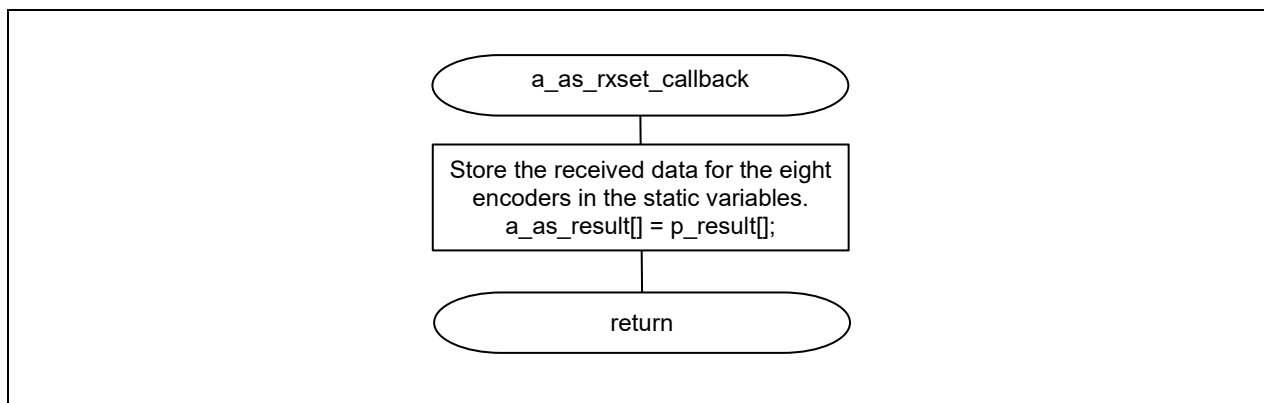 a_as_rxset_callback
Store the received data for the eight
encoders in the static variables.
a_as_result[] = p_result[];
return